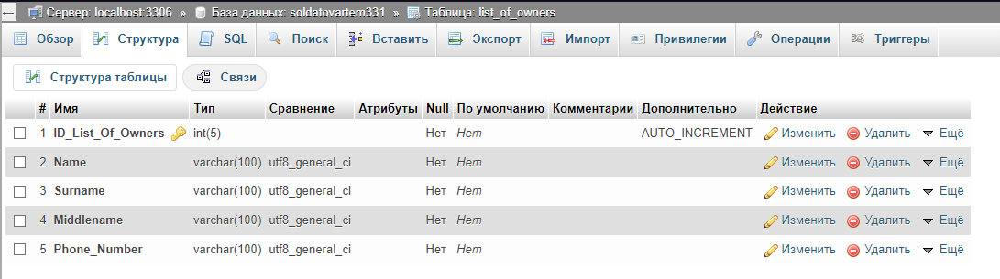 ← Сервер: localhost:3306 » База данных: soldatovartem331 » Таблица: list_of_owners
Обзор Структура SQL Поиск Вставить Экспорт Импорт Привилегии Операции Триггеры
Структура таблицы Связи
# Имя Тип Сравнение Атрибуты Null По умолчанию Комментарии Дополнительно Действие
1 ID_List_Of_Owners int(5) Нет Нет AUTO_INCREMENT Изменить Удалить Ещё
2 Name varchar(100) utf8_general_ci Нет Нет Изменить Удалить Ещё
3 Surname varchar(100) utf8_general_ci Нет Нет Изменить Удалить Ещё
4 Middlename varchar(100) utf8_general_ci Нет Нет Изменить Удалить Ещё
5 Phone_Number varchar(100) utf8_general_ci Нет Нет Изменить Удалить Ещё